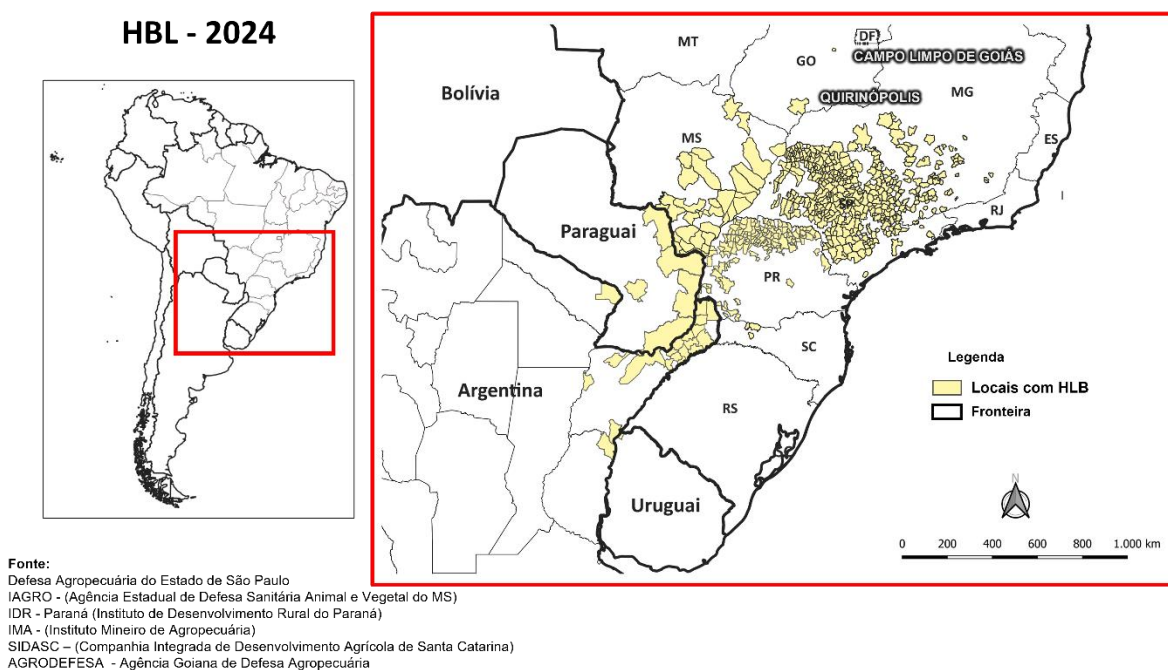 HBL - 2024
MT
DF
GO
CAMPO LIMPO DE GOIÁS
Bolívia
QUIRINÓPOLIS
MG
MS
ES
SP
RJ
I
Paraguai
PR
SC
Argentina
RS
Uruguai
Legenda
Locais com HLB
Fronteira
N
0 200 400 600 800 1.000 km
Fonte:
Defesa Agropecuária do Estado de São Paulo
IAGRO - (Agência Estadual de Defesa Sanitária Animal e Vegetal do MS)
IDR - Paraná (Instituto de Desenvolvimento Rural do Paraná)
IMA - (Instituto Mineiro de Agropecuária)
SIDASC – (Companhia Integrada de Desenvolvimento Agrícola de Santa Catarina)
AGRODEFESA - Agência Goiana de Defesa Agropecuária